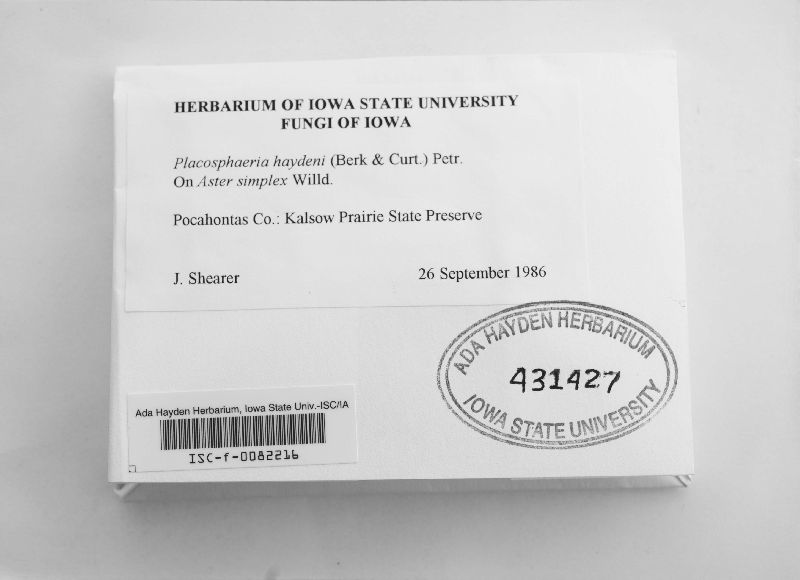 HERBARIUM OF IOWA STATE UNIVERSITY
FUNGI OF IOWA
Placosphaeria haydeni (Berk & Curt.) Petr.
On Aster simplex Willd.
Pocahontas Co.: Kalsow Prairie State Preserve
J. Shearer 26 September 1986
ADA HAYDEN HERBARIUM
431427
IOWA STATE UNIVERSITY
Ada Hayden Herbarium, Iowa State Univ.-ISC/IA
ISC-f-0082216